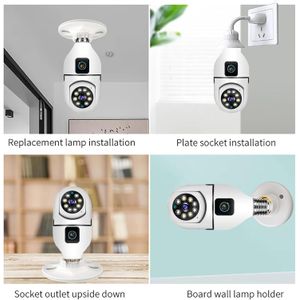 Replacement lamp installation
Plate socket installation
Socket outlet upside down
Board wall lamp holder